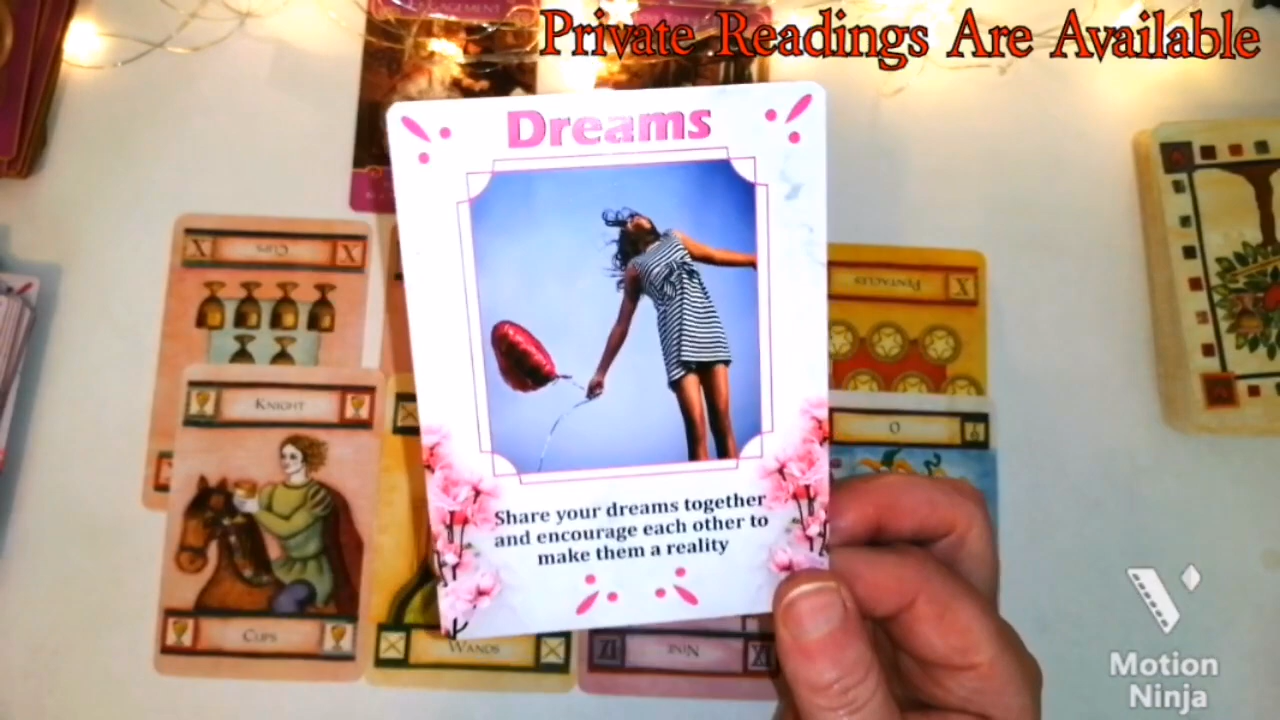 Private Readings Are Available
ENGAGEMENT
Dreams
X CUPS X
PENTACLES X
KNIGHT
0
Share your dreams together
and encourage each other to
make them a reality
CUPS
WANDS
NINE
Motion
Ninja